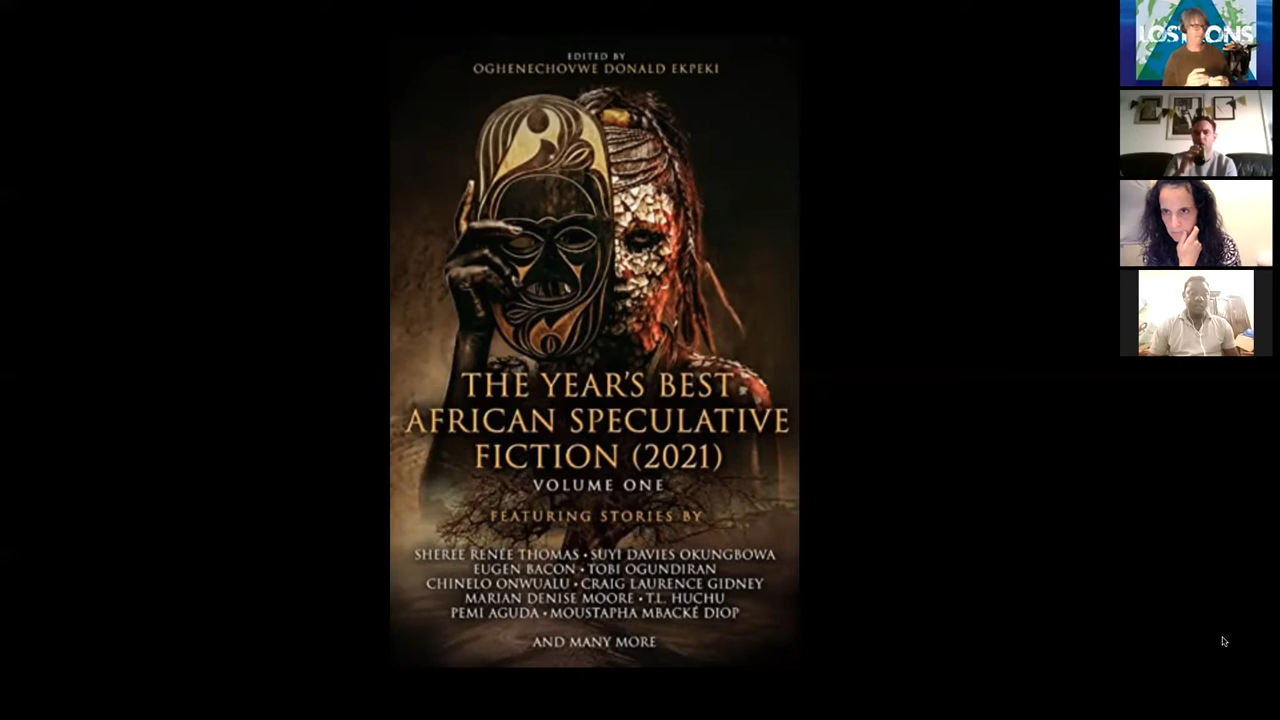 EDITED BY
OGHENECHOVWE DONALD EKPEKI
THE YEAR'S BEST
AFRICAN SPECULATIVE
FICTION (2021)
VOLUME ONE
FEATURING STORIES BY
SHEREE RENÉE THOMAS • SUYI DAVIES OKUNGBOWA
EUGEN BACON • TOBI OGUNDIRAN
CHINELO ONWUALU • CRAIG LAURENCE GIDNEY
MARIAN DENISE MOORE • T.L. HUCHU
PEMI AGUDA • MOUSTAPHA MBACKÉ DIOP
AND MANY MORE